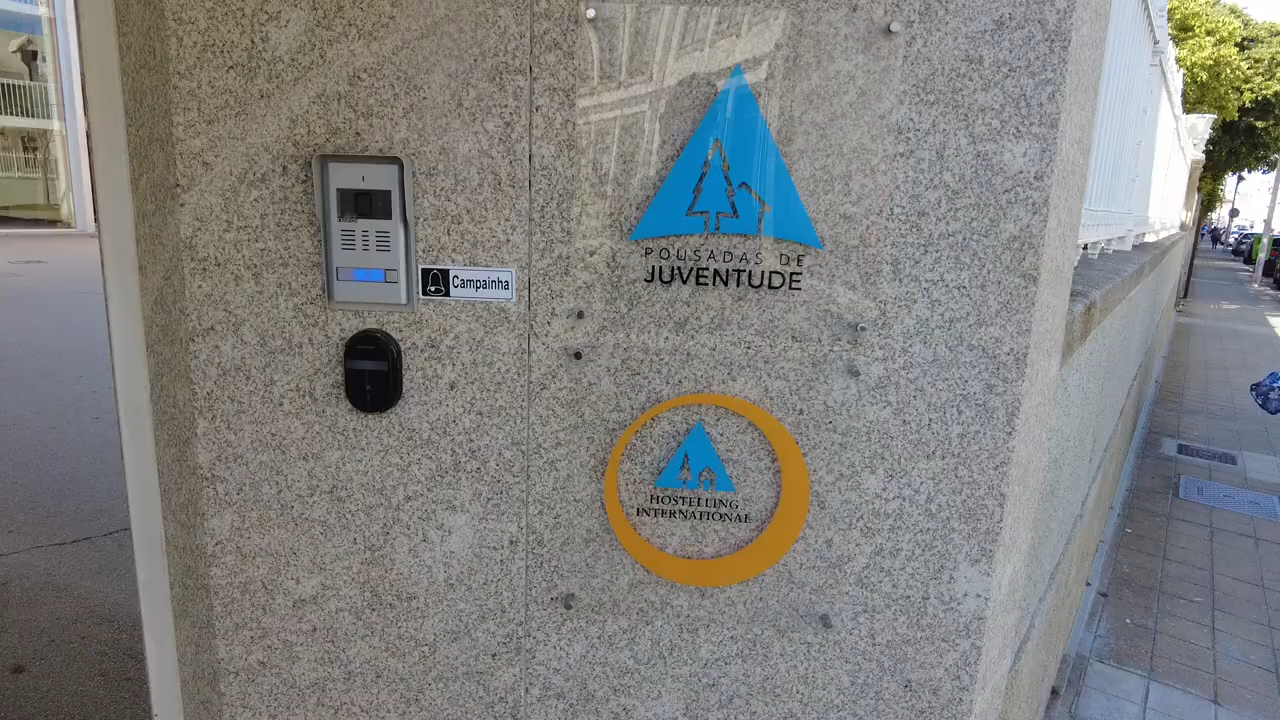 Campainha
POUSADAS DE
JUVENTUDE
HOSTELLING
INTERNATIONAL